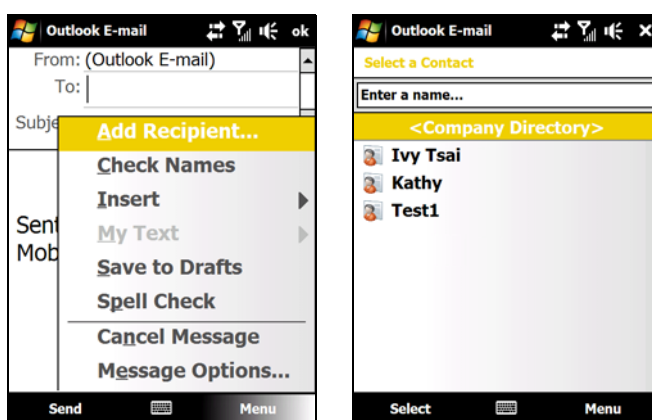 Outlook E-mail ok
From: (Outlook E-mail)
To:
Subje
Add Recipient...
Check Names
Insert
My Text
Sent
Mob
Save to Drafts
Spell Check
Cancel Message
Message Options...
Send Menu
Outlook E-mail
Select a Contact
Enter a name...
<Company Directory>
Ivy Tsai
Kathy
Test1
Select Menu